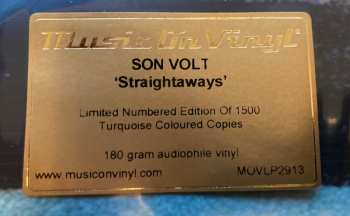 Music On Vinyl
SON VOLT
'Straightaways'
Limited Numbered Edition Of 1500
Turquoise Coloured Copies
180 gram audiophile vinyl
www.musiconvinyl.com MOVLP2913